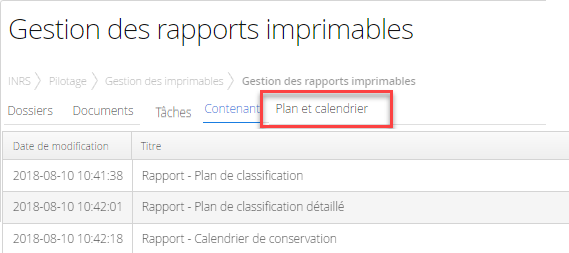 Gestion des rapports imprimables
INRS > Pilotage > Gestion des imprimables > Gestion des rapports imprimables
Dossiers Documents Tâches Contenant Plan et calendrier
Date de modification Titre
2018-08-10 10:41:38 Rapport - Plan de classification
2018-08-10 10:42:01 Rapport - Plan de classification détaillé
2018-08-10 10:42:18 Rapport - Calendrier de conservation